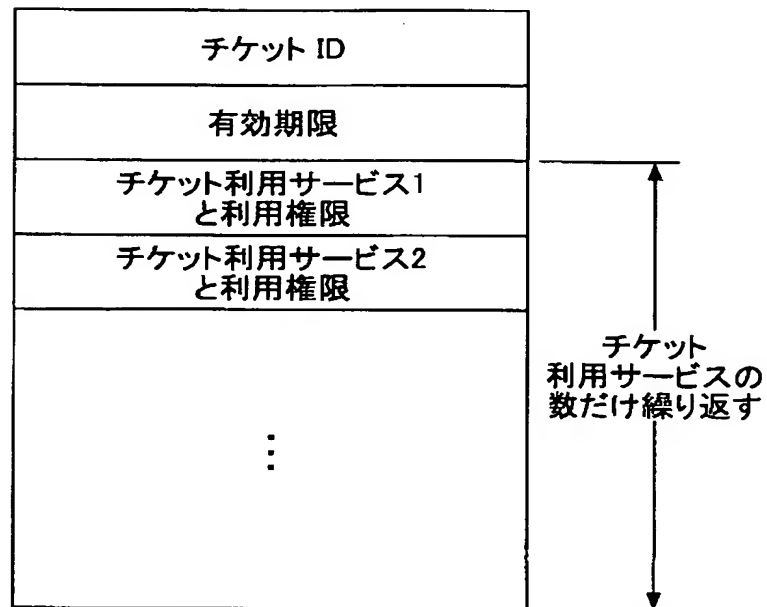 チケット ID
有効期限
チケット利用サービス1
と利用権限
チケット利用サービス2
と利用権限
⋮
チケット
利用サービスの
数だけ繰り返す